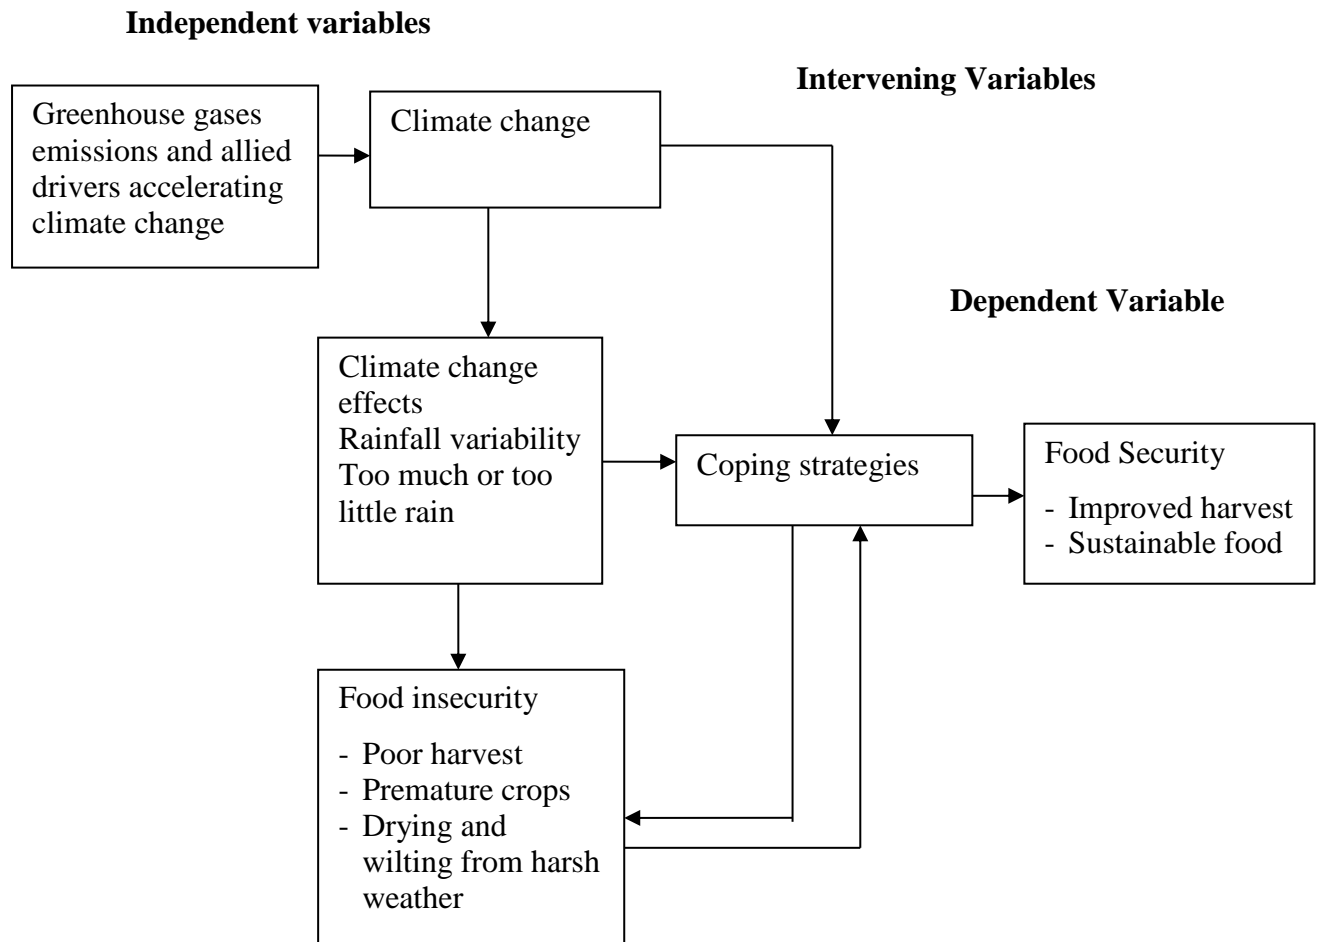 Independent variables
Intervening Variables
Greenhouse gases
emissions and allied
drivers accelerating
climate change
Climate change
Dependent Variable
Climate change
effects
Rainfall variability
Too much or too
little rain
Coping strategies
Food Security
- Improved harvest
- Sustainable food
Food insecurity
- Poor harvest
- Premature crops
- Drying and
wilting from harsh
weather